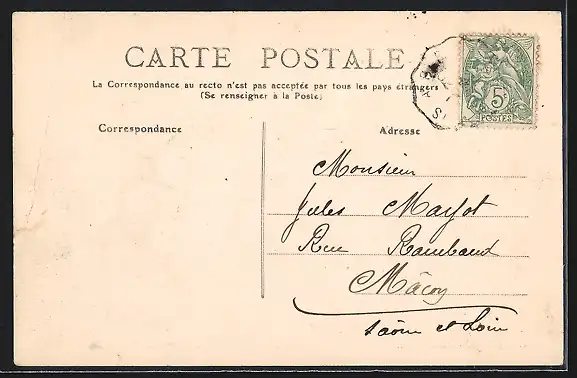 CARTE POSTALE
La Correspondance au recto n'est pas acceptée par tous les pays étrangers
(Se renseigner à la Poste)
5
POSTES
Correspondance
Adresse
Monsieur
Jules
Rue Rambaud
Mâcon
Saône et Loire